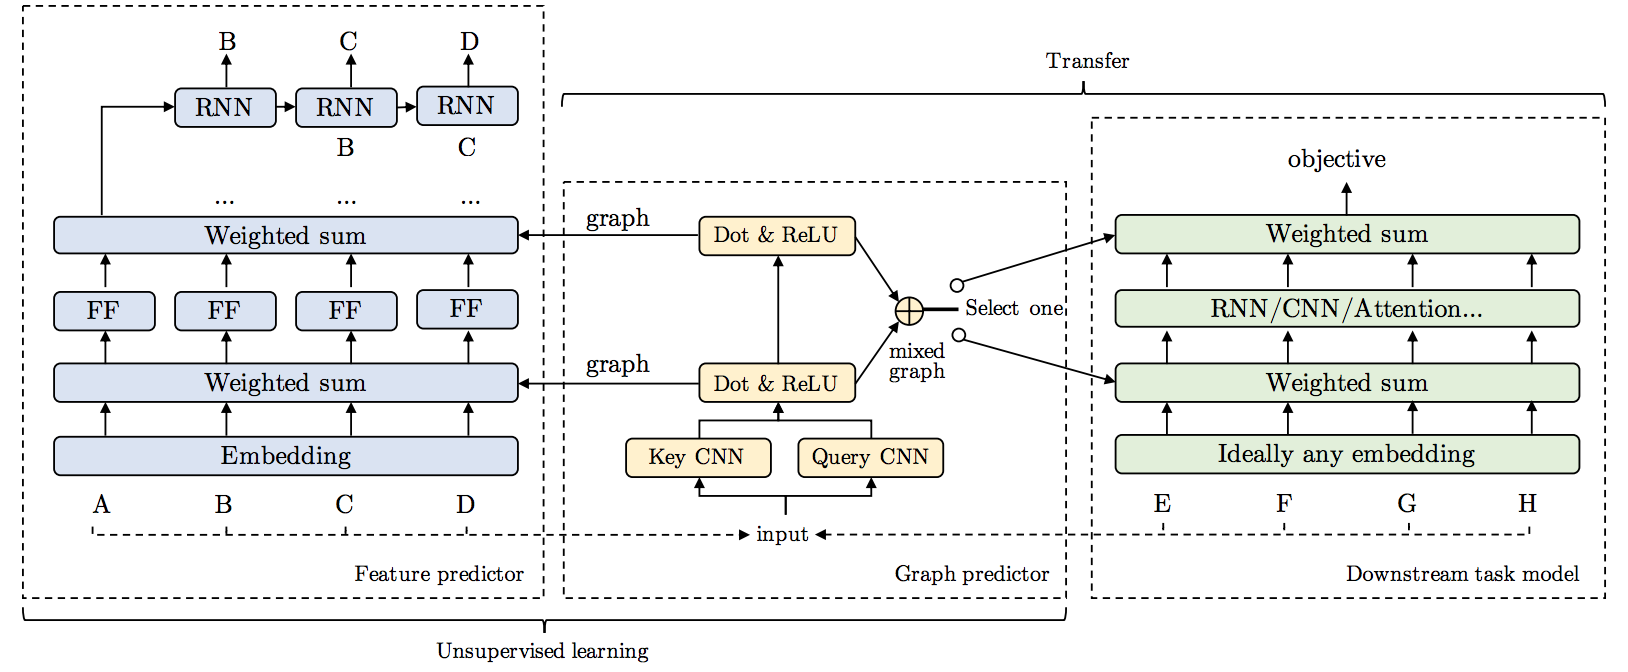 B C D
RNN RNN RNN
B C
... ... ...
Weighted sum
FF FF FF FF
Weighted sum
Embedding
A B C D
Feature predictor
graph
graph
Dot & ReLU
Dot & ReLU
Key CNN
Query CNN
input
mixed
graph
Select one
Graph predictor
Unsupervised learning
Transfer
objective
Weighted sum
RNN/CNN/Attention...
Weighted sum
Ideally any embedding
E F G H
Downstream task model